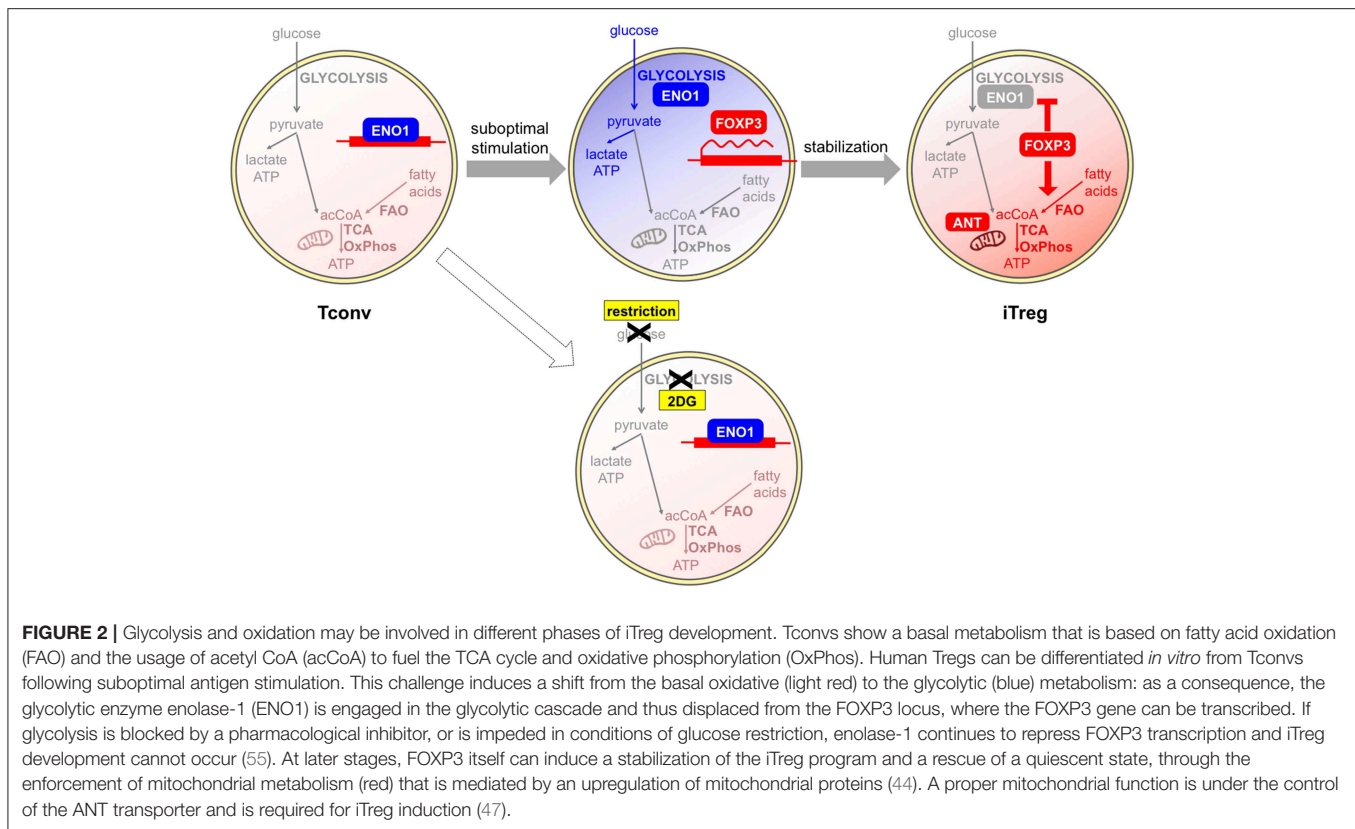 glucose
GLYCOLYSIS
pyruvate
lactate
ATP
ENO1
fatty
acids
acCoA
FAO
TCA
OxPhos
ATP
Tconv
suboptimal
stimulation
glucose
GLYCOLYSIS
ENO1
pyruvate
lactate
ATP
FOXP3
fatty
acids
acCoA
FAO
TCA
OxPhos
ATP
stabilization
glucose
GLYCOLYSIS
ENO1
pyruvate
lactate
ATP
FOXP3
fatty
acids
ANT
acCoA
FAO
TCA
OxPhos
ATP
iTreg
restriction
glucose
GLYCOLYSIS
2DG
pyruvate
lactate
ATP
ENO1
fatty
acids
acCoA
FAO
TCA
OxPhos
ATP
FIGURE 2 | Glycolysis and oxidation may be involved in different phases of iTreg development. Tconvs show a basal metabolism that is based on fatty acid oxidation
(FAO) and the usage of acetyl CoA (acCoA) to fuel the TCA cycle and oxidative phosphorylation (OxPhos). Human Tregs can be differentiated in vitro from Tconvs
following suboptimal antigen stimulation. This challenge induces a shift from the basal oxidative (light red) to the glycolytic (blue) metabolism: as a consequence, the
glycolytic enzyme enolase-1 (ENO1) is engaged in the glycolytic cascade and thus displaced from the FOXP3 locus, where the FOXP3 gene can be transcribed. If
glycolysis is blocked by a pharmacological inhibitor, or is impeded in conditions of glucose restriction, enolase-1 continues to repress FOXP3 transcription and iTreg
development cannot occur (55). At later stages, FOXP3 itself can induce a stabilization of the iTreg program and a rescue of a quiescent state, through the
enforcement of mitochondrial metabolism (red) that is mediated by an upregulation of mitochondrial proteins (44). A proper mitochondrial function is under the control
of the ANT transporter and is required for iTreg induction (47).